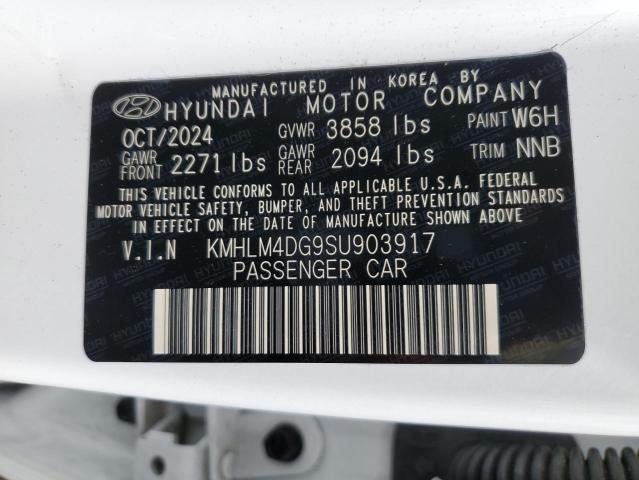 MANUFACTURED IN KOREA BY
HYUNDAI MOTOR COMPANY
OCT/2024 GVWR 3858 lbs PAINT W6H
GAWR FRONT 2271 lbs GAWR REAR 2094 lbs TRIM NNB
THIS VEHICLE CONFORMS TO ALL APPLICABLE U.S.A. FEDERAL
MOTOR VEHICLE SAFETY, BUMPER, AND THEFT PREVENTION STANDARDS
IN EFFECT ON THE DATE OF MANUFACTURE SHOWN ABOVE.
V.I.N KMHLM4DG9SU903917
PASSENGER CAR